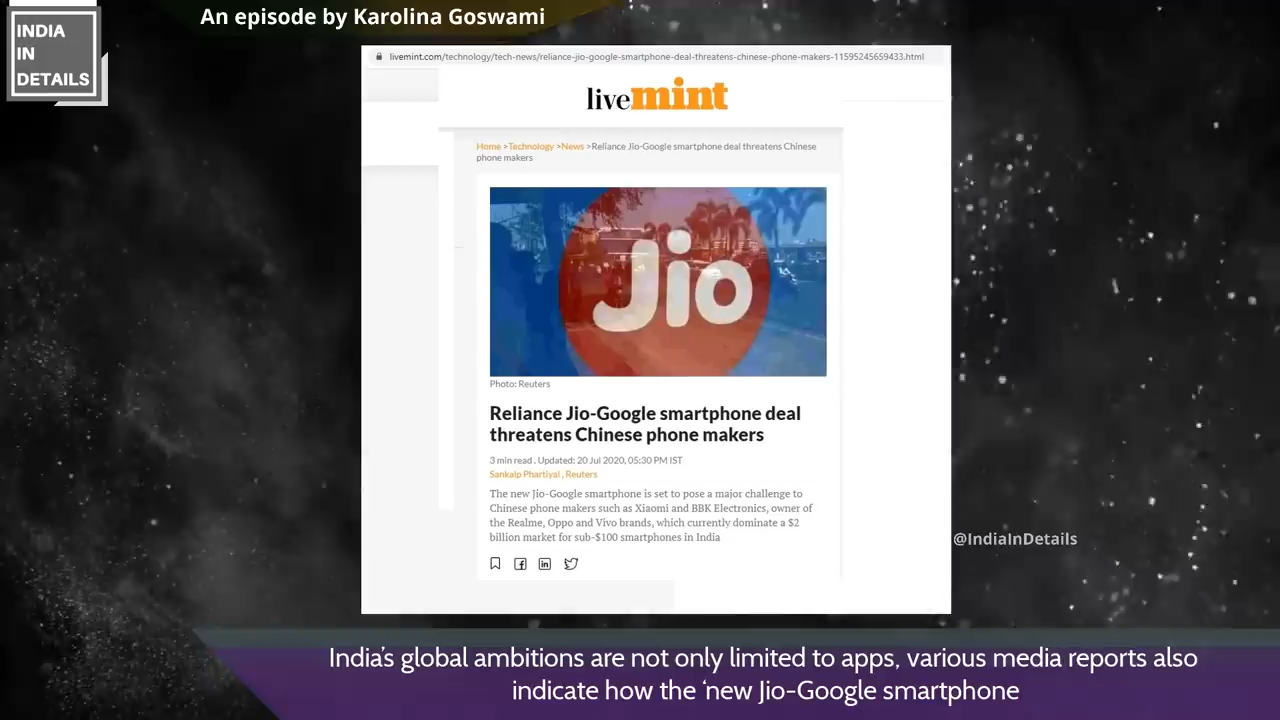 An episode by Karolina Goswami
INDIA
IN
DETAILS
livemint.com/technology/tech-news/reliance-jio-google-smartphone-deal-threatens-chinese-phone-makers-11595245659433.html
livemint
Home >Technology >News >Reliance Jio-Google smartphone deal threatens Chinese
phone makers
Jio
Photo: Reuters
Reliance Jio-Google smartphone deal
threatens Chinese phone makers
3 min read . Updated: 20 Jul 2020, 05:30 PM IST
Sankalp Phartiyal , Reuters
The new Jio-Google smartphone is set to pose a major challenge to
Chinese phone makers such as Xiaomi and BBK Electronics, owner of
the Realme, Oppo and Vivo brands, which currently dominate a $2
billion market for sub-$100 smartphones in India
@IndiaInDetails
India's global ambitions are not only limited to apps, various media reports also
indicate how the ‘new Jio-Google smartphone